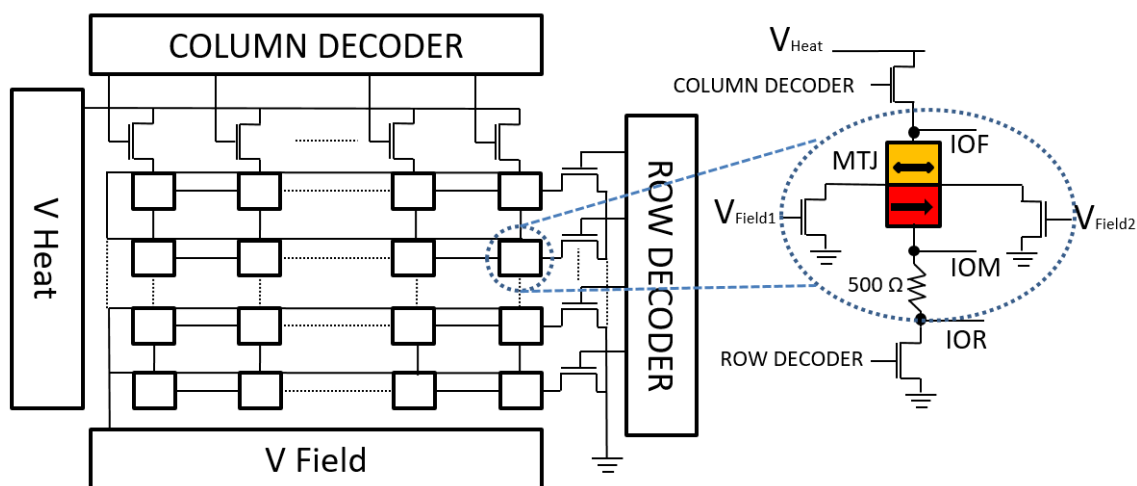 COLUMN DECODER
V Heat
ROW DECODER
V Field
VHeat
COLUMN DECODER
IOF
MTJ
VField1
VField2
IOM
500 Ω
IOR
ROW DECODER